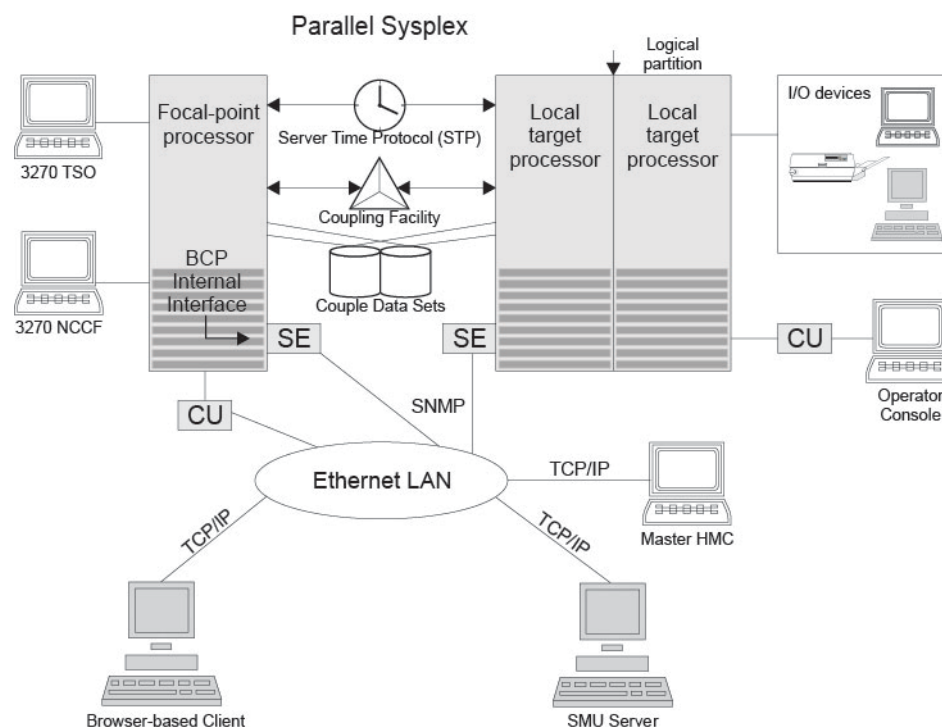 Parallel Sysplex
Logical
partition
I/O devices
Focal-point
processor
Server Time Protocol (STP)
Local
target
processor
Local
target
processor
3270 TSO
Coupling Facility
BCP
Internal
Interface
Couple Data Sets
3270 NCCF
SE
SE
CU
Operator
Console
CU
SNMP
Ethernet LAN
TCP/IP
Master HMC
TCP/IP
TCP/IP
Browser-based Client
SMU Server